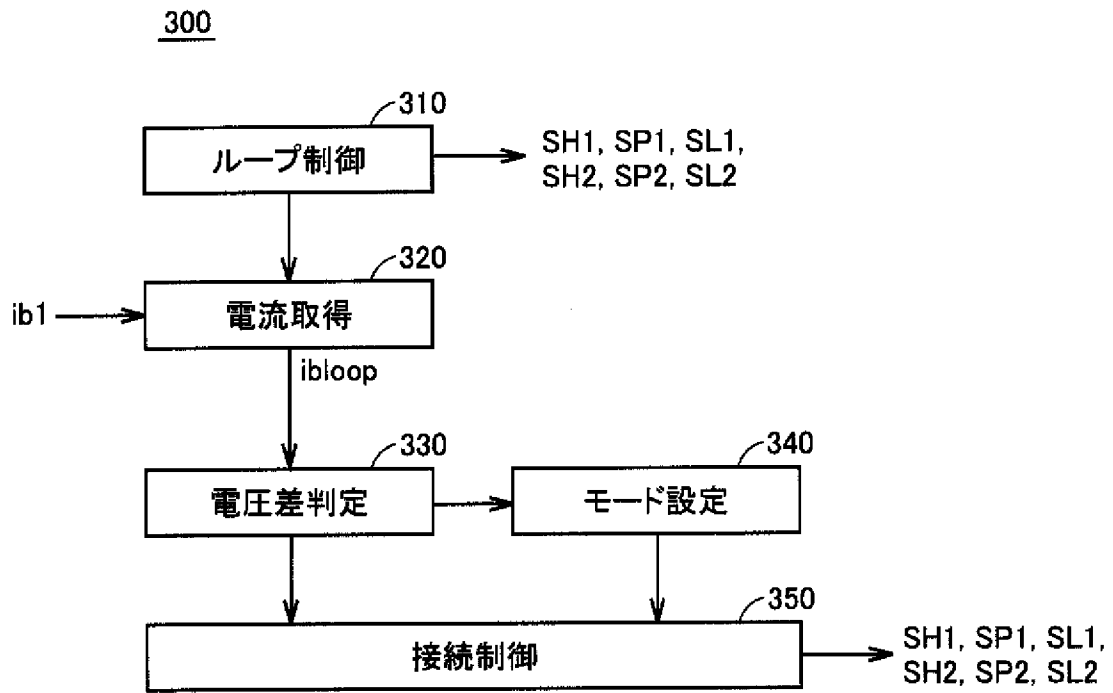 300
310
ループ制御
SH1, SP1, SL1,
SH2, SP2, SL2
320
ib1
電流取得
ibloop
330
電圧差判定
340
モード設定
350
接続制御
SH1, SP1, SL1,
SH2, SP2, SL2